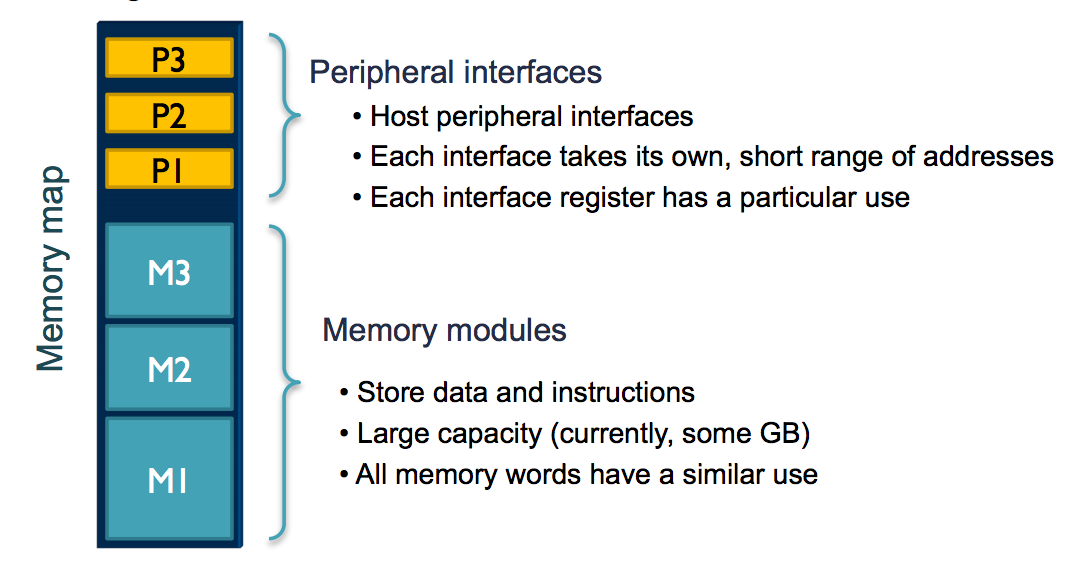 Memory map
P3
P2
P1
M3
M2
M1
Peripheral interfaces
• Host peripheral interfaces
• Each interface takes its own, short range of addresses
• Each interface register has a particular use
Memory modules
• Store data and instructions
• Large capacity (currently, some GB)
• All memory words have a similar use